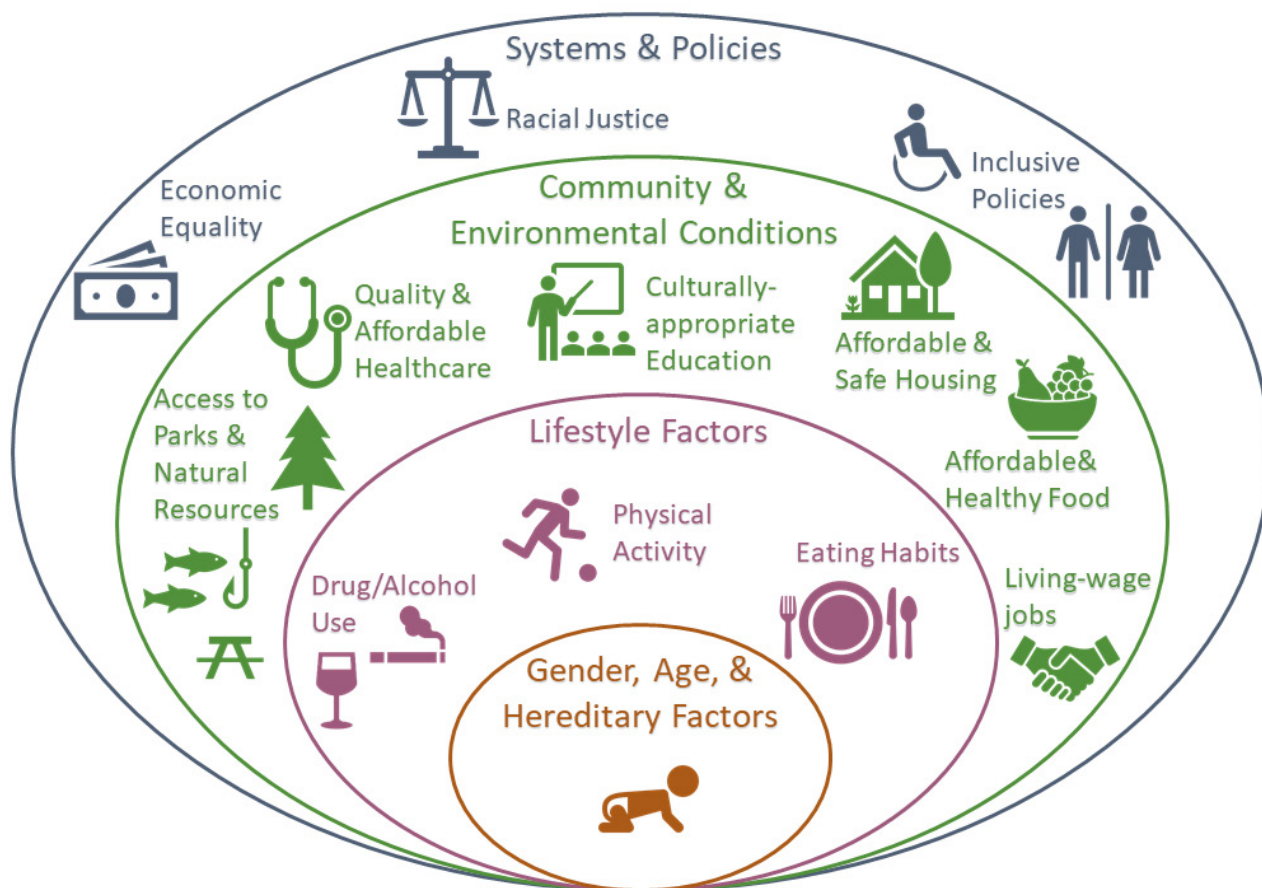 Systems & Policies
Racial Justice
Inclusive
Policies
Economic
Equality
Community &
Environmental Conditions
Quality &
Affordable
Healthcare
Culturally-
appropriate
Education
Affordable &
Safe Housing
Access to
Parks &
Natural
Resources
Affordable&
Healthy Food
Living-wage
jobs
Lifestyle Factors
Physical
Activity
Eating Habits
Drug/Alcohol
Use
Gender, Age, &
Hereditary Factors